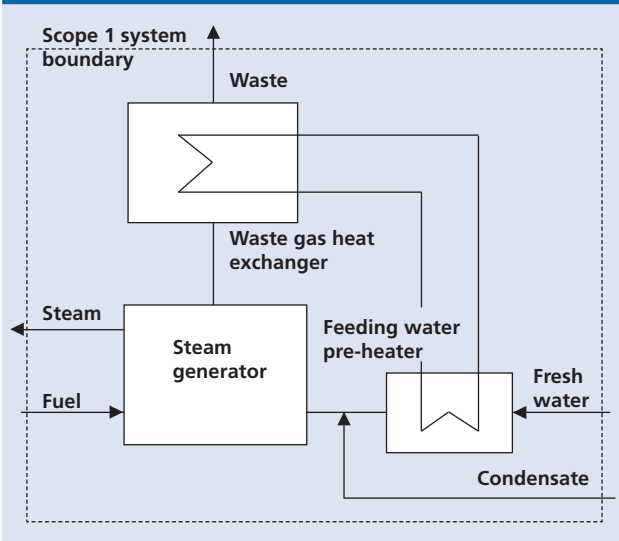 Scope 1 system
boundary
Waste
Waste gas heat
exchanger
Steam
Steam
generator
Feeding water
pre-heater
Fuel
Fresh
water
Condensate